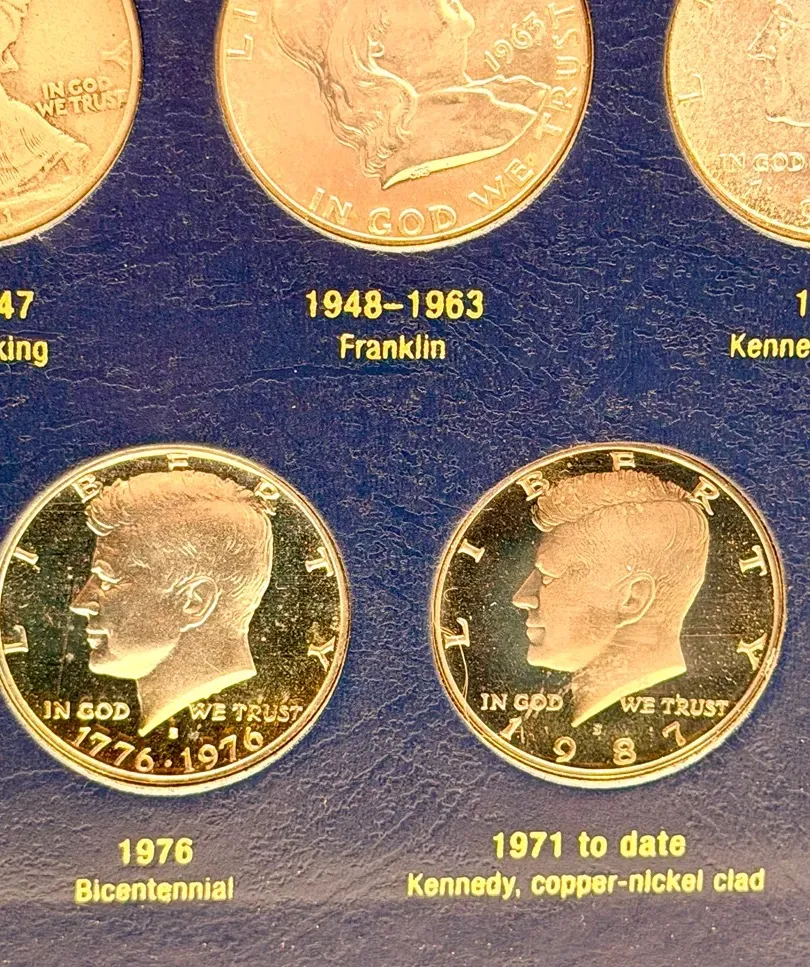 IN GOD
WE TRUST
LI
1963
IN GOD WE TRUST
L
IN GOD
47
king
1948–1963
Franklin
1
Kenne
LIBERTY
IN GOD WE TRUST
S
1776·1976
LIBERTY
IN GOD WE TRUST
S
1987
1976
Bicentennial
1971 to date
Kennedy, copper-nickel clad